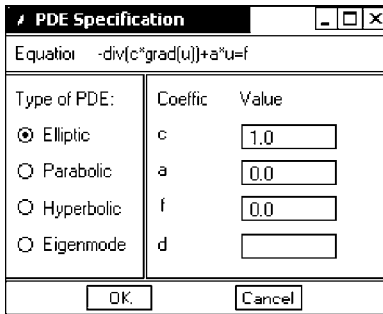 PDE Specification
Equation -div(c*grad(u))+a*u=f
Type of PDE: Coeffic Value
Elliptic c 1.0
Parabolic a 0.0
Hyperbolic f 0.0
Eigenmode d
OK Cancel